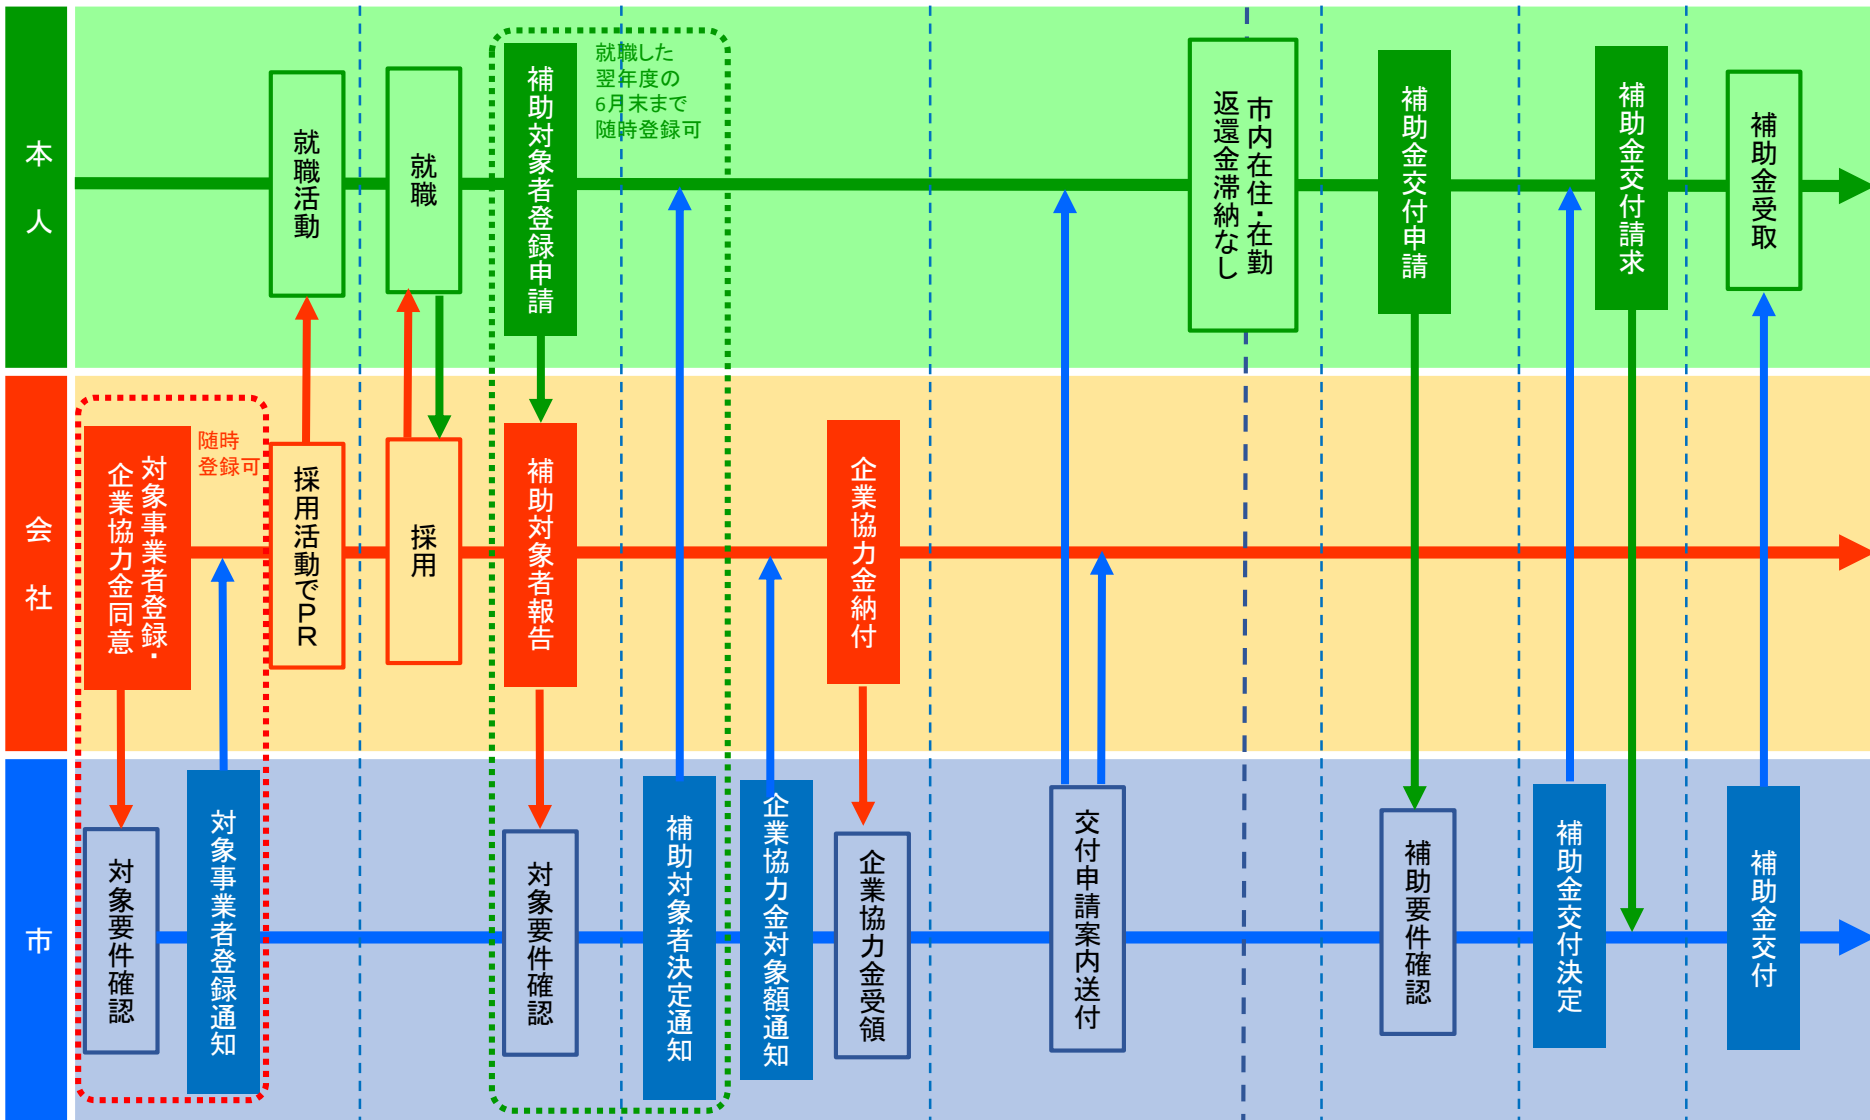 本人
就職活動
就職
補助対象者登録申請
就職した
翌年度の
6月末まで
随時登録可
市内在住・在勤
返還金滞納なし
補助金交付申請
補助金交付請求
補助金受取
会社
対象事業者登録・
企業協力金同意
随時
登録可
採用活動でPR
採用
補助対象者報告
企業協力金納付
市
対象要件確認
対象事業者登録通知
対象要件確認
補助対象者決定通知
企業協力金対象額通知
企業協力金受領
交付申請案内送付
補助要件確認
補助金交付決定
補助金交付